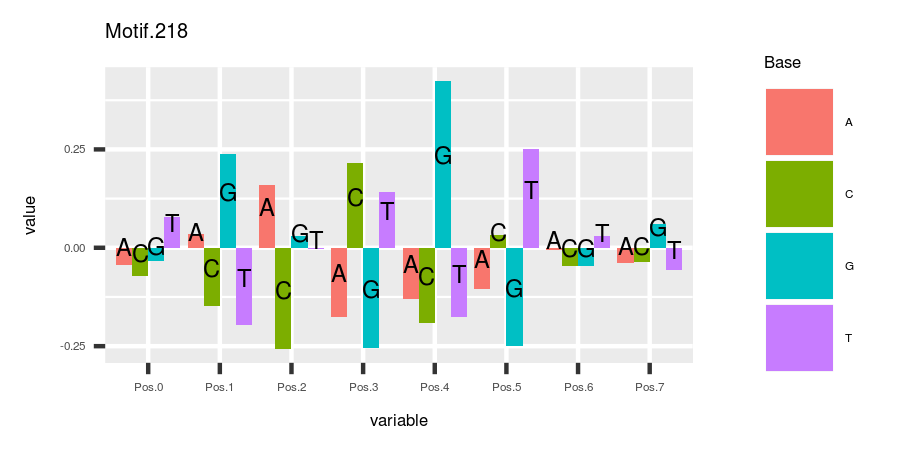 Motif.218
value
0.25
0.00
-0.25
A C G T A C G T A C G T A C G T A C G T A C G T A C G T A C G T
Pos.0 Pos.1 Pos.2 Pos.3 Pos.4 Pos.5 Pos.6 Pos.7
variable
Base
A
C
G
T